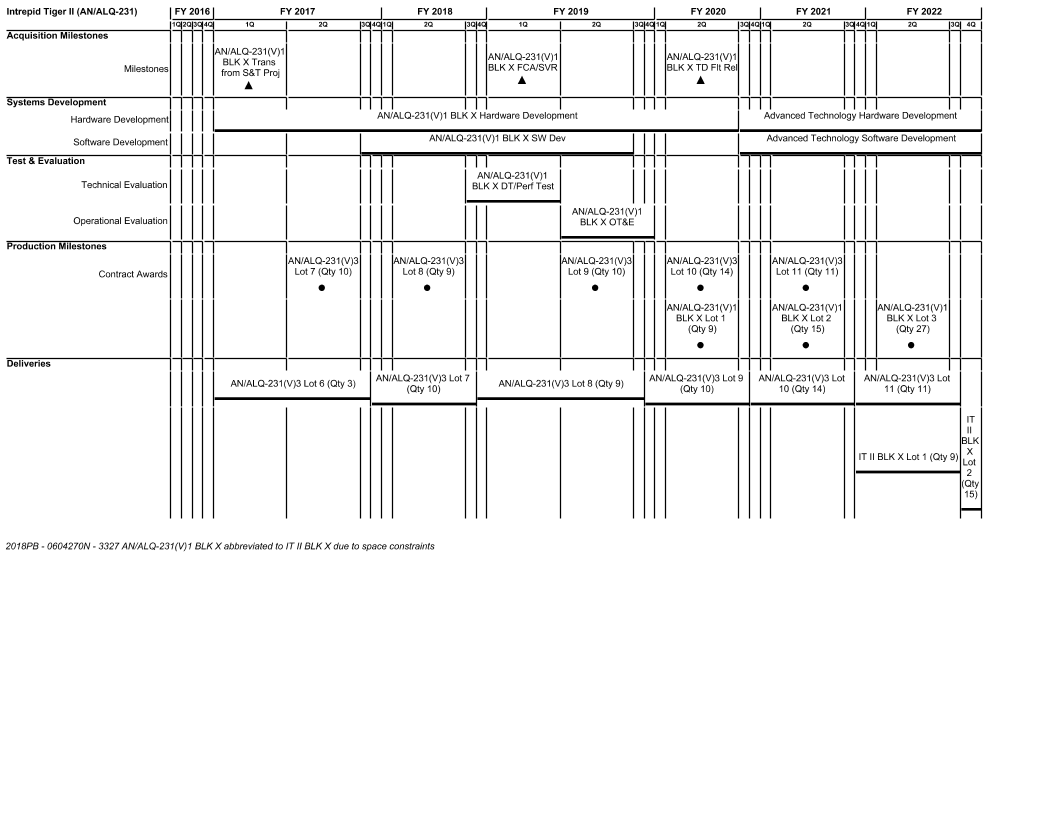 Intrepid Tiger II (AN/ALQ-231)
FY 2016 FY 2017 FY 2018 FY 2019 FY 2020 FY 2021 FY 2022
1Q 2Q 3Q 4Q 1Q 2Q 3Q 4Q 1Q 2Q 3Q 4Q 1Q 2Q 3Q 4Q 1Q 2Q 3Q 4Q 1Q 2Q 3Q 4Q 1Q 2Q 3Q 4Q
Acquisition Milestones
Milestones
AN/ALQ-231(V)1
BLK X Trans
from S&T Proj
AN/ALQ-231(V)1
BLK X FCA/SVR
AN/ALQ-231(V)1
BLK X TD Flt Rel
Systems Development
Hardware Development
AN/ALQ-231(V)1 BLK X Hardware Development
Advanced Technology Hardware Development
Software Development
AN/ALQ-231(V)1 BLK X SW Dev
Advanced Technology Software Development
Test & Evaluation
Technical Evaluation
AN/ALQ-231(V)1
BLK X DT/Perf Test
Operational Evaluation
AN/ALQ-231(V)1
BLK X OT&E
Production Milestones
Contract Awards
AN/ALQ-231(V)3
Lot 7 (Qty 10)
AN/ALQ-231(V)3
Lot 8 (Qty 9)
AN/ALQ-231(V)3
Lot 9 (Qty 10)
AN/ALQ-231(V)3
Lot 10 (Qty 14)
AN/ALQ-231(V)3
Lot 11 (Qty 11)
AN/ALQ-231(V)1
BLK X Lot 1
(Qty 9)
AN/ALQ-231(V)1
BLK X Lot 2
(Qty 15)
AN/ALQ-231(V)1
BLK X Lot 3
(Qty 27)
Deliveries
AN/ALQ-231(V)3 Lot 6 (Qty 3)
AN/ALQ-231(V)3 Lot 7
(Qty 10)
AN/ALQ-231(V)3 Lot 8 (Qty 9)
AN/ALQ-231(V)3 Lot 9
(Qty 10)
AN/ALQ-231(V)3 Lot
10 (Qty 14)
AN/ALQ-231(V)3 Lot
11 (Qty 11)
IT II BLK X Lot 1 (Qty 9)
IT
II
BLK
X
Lot
2
(Qty
15)
2018PB - 0604270N - 3327 AN/ALQ-231(V)1 BLK X abbreviated to IT II BLK X due to space constraints